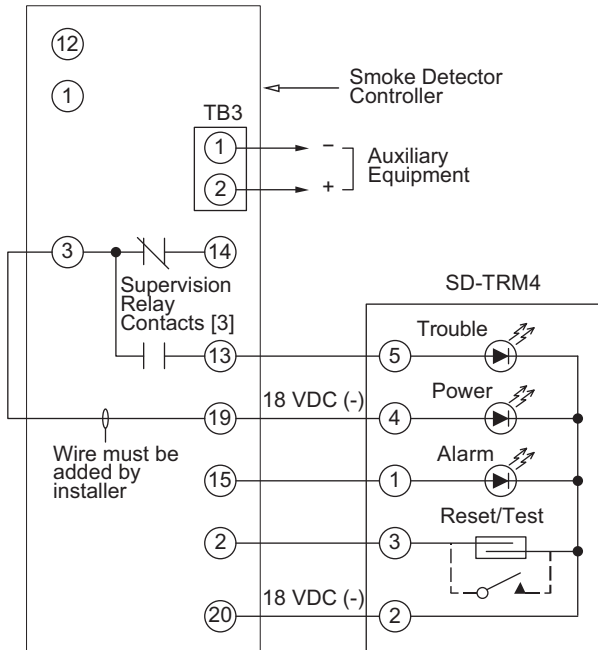 12
1
Smoke Detector
Controller
TB3
1
−
2
+
Auxiliary
Equipment
3
14
Supervision
Relay
Contacts [3]
SD-TRM4
13
5
Trouble
19
18 VDC (-)
4
Power
Wire must be
added by
installer
15
1
Alarm
2
3
Reset/Test
20
18 VDC (-)
2